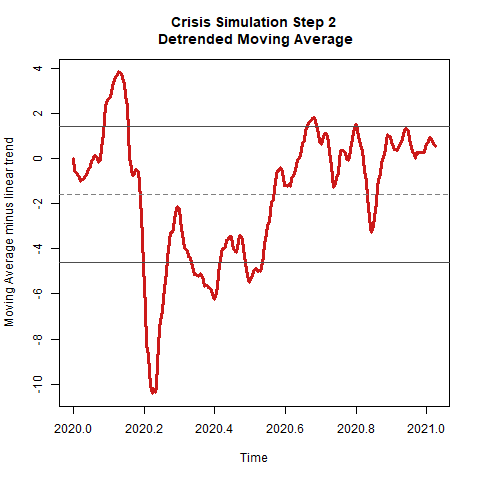 Crisis Simulation Step 2
Detrended Moving Average
Moving Average minus linear trend
4
2
0
-2
-4
-6
-8
-10
2020.0 2020.2 2020.4 2020.6 2020.8 2021.0
Time